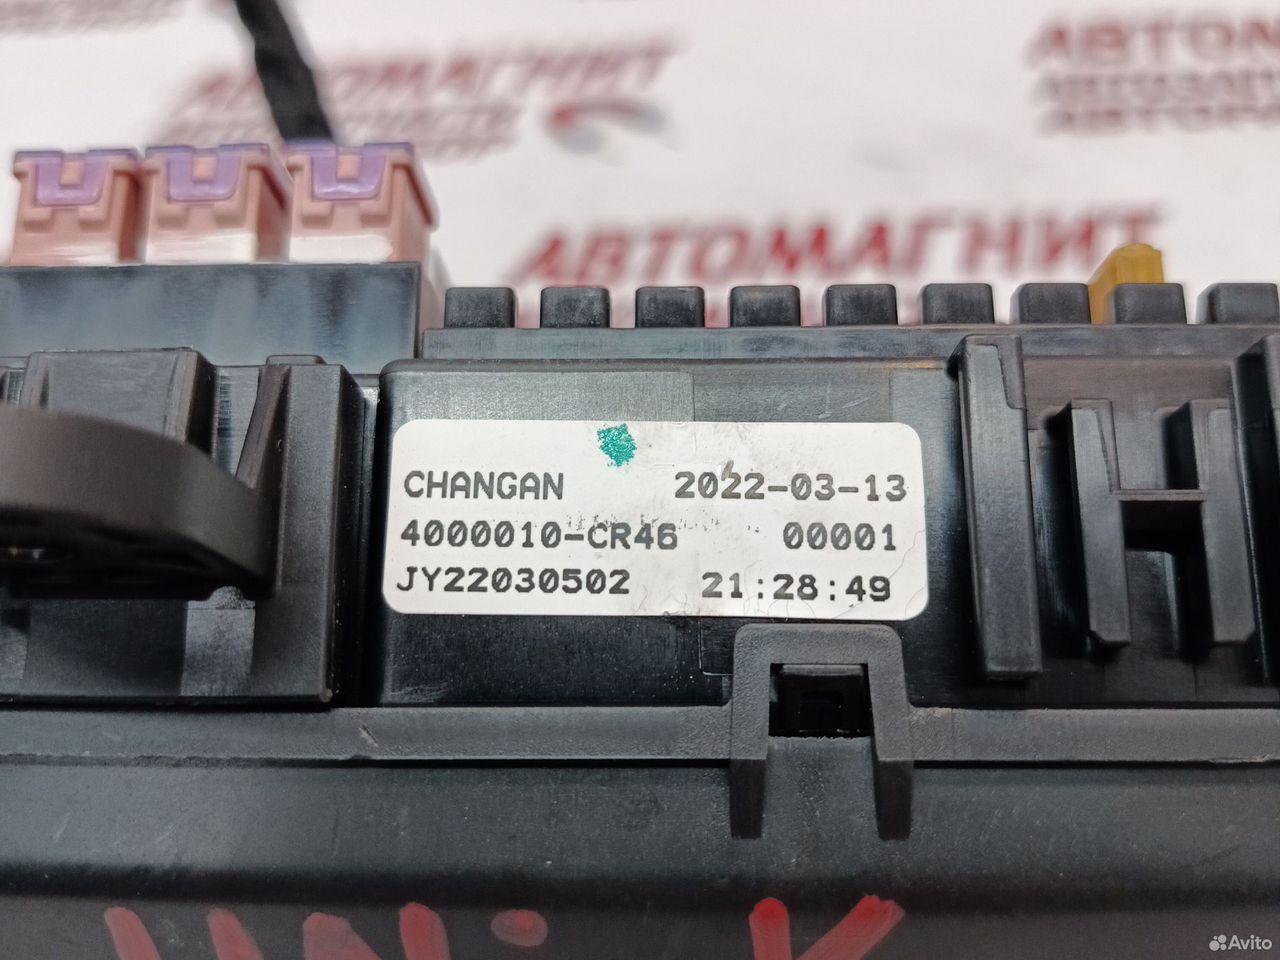 АВТОМАГНИТ
АВТОМАГНИТ
CHANGAN 2022-03-13
4000010-CR46 00001
JY22030502 21:28:49
Avito